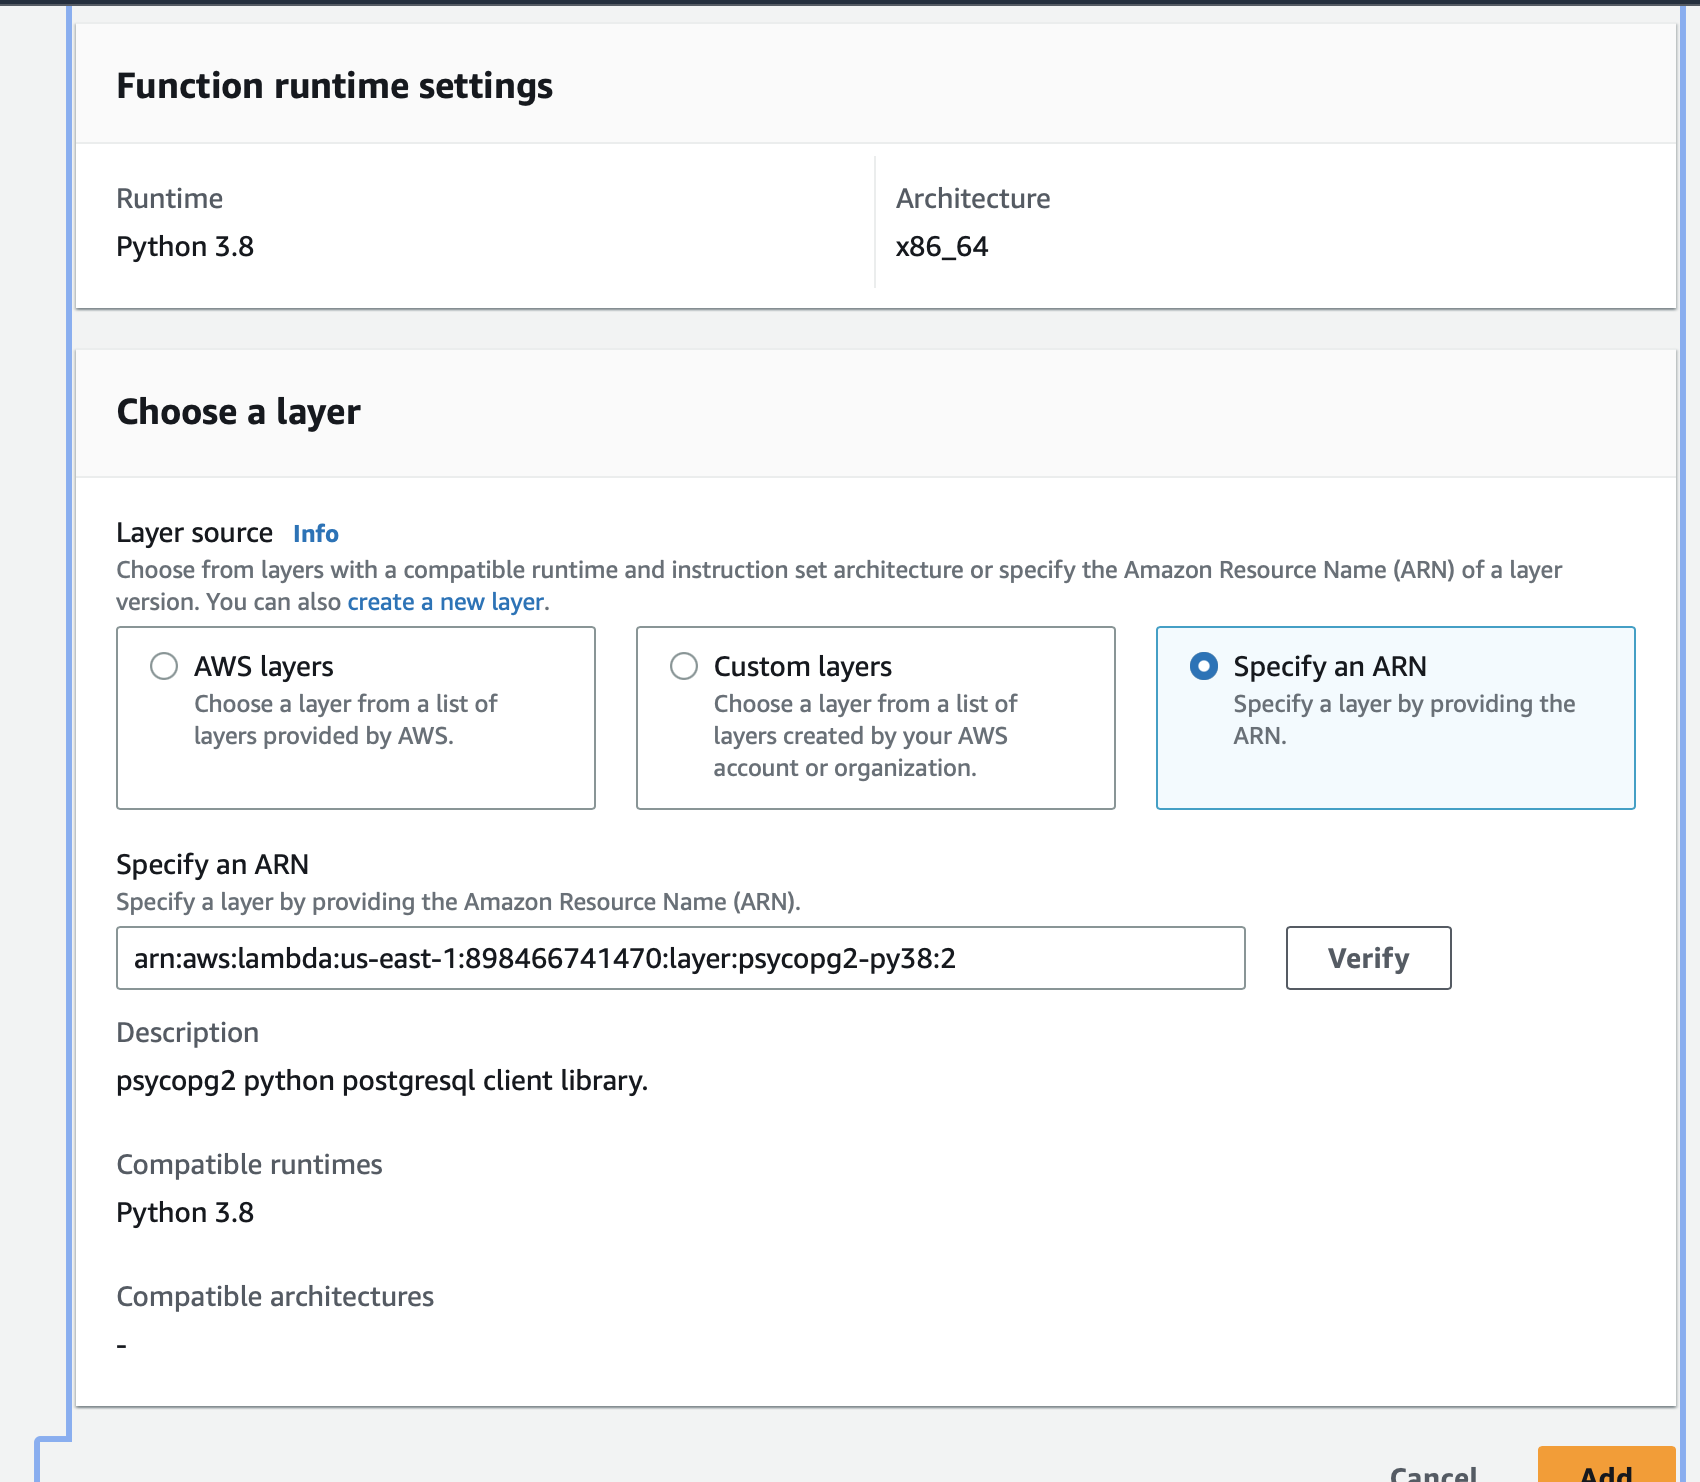 Function runtime settings
Runtime
Python 3.8
Architecture
x86_64
Choose a layer
Layer source Info
Choose from layers with a compatible runtime and instruction set architecture or specify the Amazon Resource Name (ARN) of a layer
version. You can also create a new layer.
AWS layers
Choose a layer from a list of
layers provided by AWS.
Custom layers
Choose a layer from a list of
layers created by your AWS
account or organization.
Specify an ARN
Specify a layer by providing the
ARN.
Specify an ARN
Specify a layer by providing the Amazon Resource Name (ARN).
arn:aws:lambda:us-east-1:898466741470:layer:psycopg2-py38:2
Verify
Description
psycopg2 python postgresql client library.
Compatible runtimes
Python 3.8
Compatible architectures
-
Cancel
Add